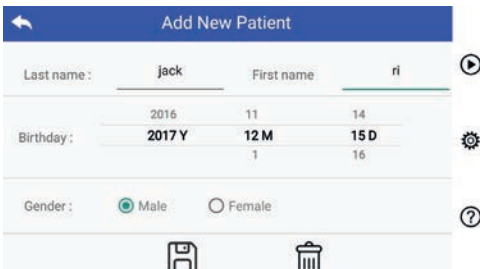 Add New Patient
Last name : jack First name ri
2016 11 14
Birthday : 2017 Y 12 M 15 D
1 16
Gender : Male Female